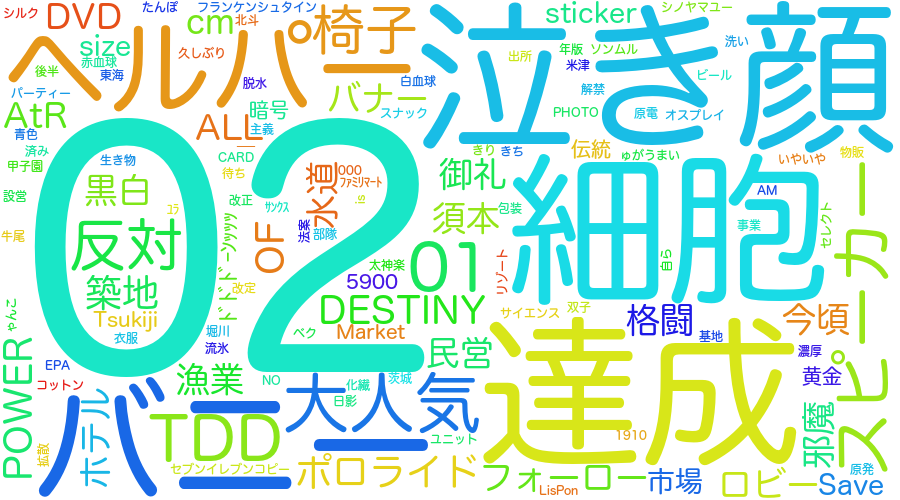 シルク
DVD
たんぽ
フランケンシュタイン
cm
北斗
椅子
sticker
シノヤマユー
size
久しぶり
泣き顔
出所
年版
ソンムル
洗い
米津
赤血球
後半
東海
ヘルパー
脱水
白血球
ビール
パーティー
バナー
解禁
AtR
暗号
スナック
PHOTO
原電
オスプレイ
青色
ALL
主義
済み
生き物
CARD
000
きり
きち
伝統
ゅがうまい
いやいや
物販
甲子園
待ち
ファミリマート
水道
御礼
細胞
AM
設営
黒白
改正
is
ユラ
サンクス
法案
部隊
須本
包装
事業
セレクト
牛尾
反対
ドドドーンッッッ
OF
02
太神楽
01
リゾート
自ら
スピーカー
築地
改定
5900
Tsukiji
DESTINY
サイエンス
双子
格闘
今頃
ゃんこ
衣服
堀川
ベク
Market
基地
流氷
民営
達成
濃厚
POWER
EPA
NO
化繊
茨城
黄金
コットン
漁業
日影
大人気
バー
ホテル
TDD
ユニット
1910
邪魔
拡散
セブンイレブンコピー
ポロライド
フォーロー
市場
原発
LisPon
ロビー
Save